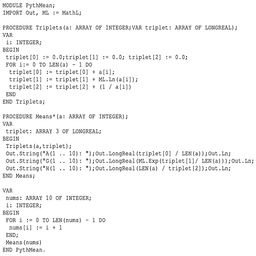 MODULE PythMean;
IMPORT Out, ML := MathL;

PROCEDURE Triplets(a: ARRAY OF INTEGER;VAR triplet: ARRAY OF LONGREAL);
VAR
i: INTEGER;
BEGIN
triplet[0] := 0.0;triplet[1] := 0.0; triplet[2] := 0.0;
FOR i:= 0 TO LEN(a) - 1 DO
triplet[0] := triplet[0] + a[i];
triplet[1] := triplet[1] + ML.Ln(a[i]);
triplet[2] := triplet[2] + (1 / a[i])
END
END Triplets;

PROCEDURE Means*(a: ARRAY OF INTEGER);
VAR
triplet: ARRAY 3 OF LONGREAL;
BEGIN
Triplets(a,triplet);
Out.String("A(1 .. 10): ");Out.LongReal(triplet[0] / LEN(a));Out.Ln;
Out.String("G(1 .. 10): ");Out.LongReal(ML.Exp(triplet[1]/ LEN(a)));Out.Ln;
Out.String("H(1 .. 10): ");Out.LongReal(LEN(a) / triplet[2]);Out.Ln
END Means;

VAR
nums: ARRAY 10 OF INTEGER;
i: INTEGER;
BEGIN
FOR i := 0 TO LEN(nums) - 1 DO
nums[i] := i + 1
END;
Means(nums)
END PythMean.